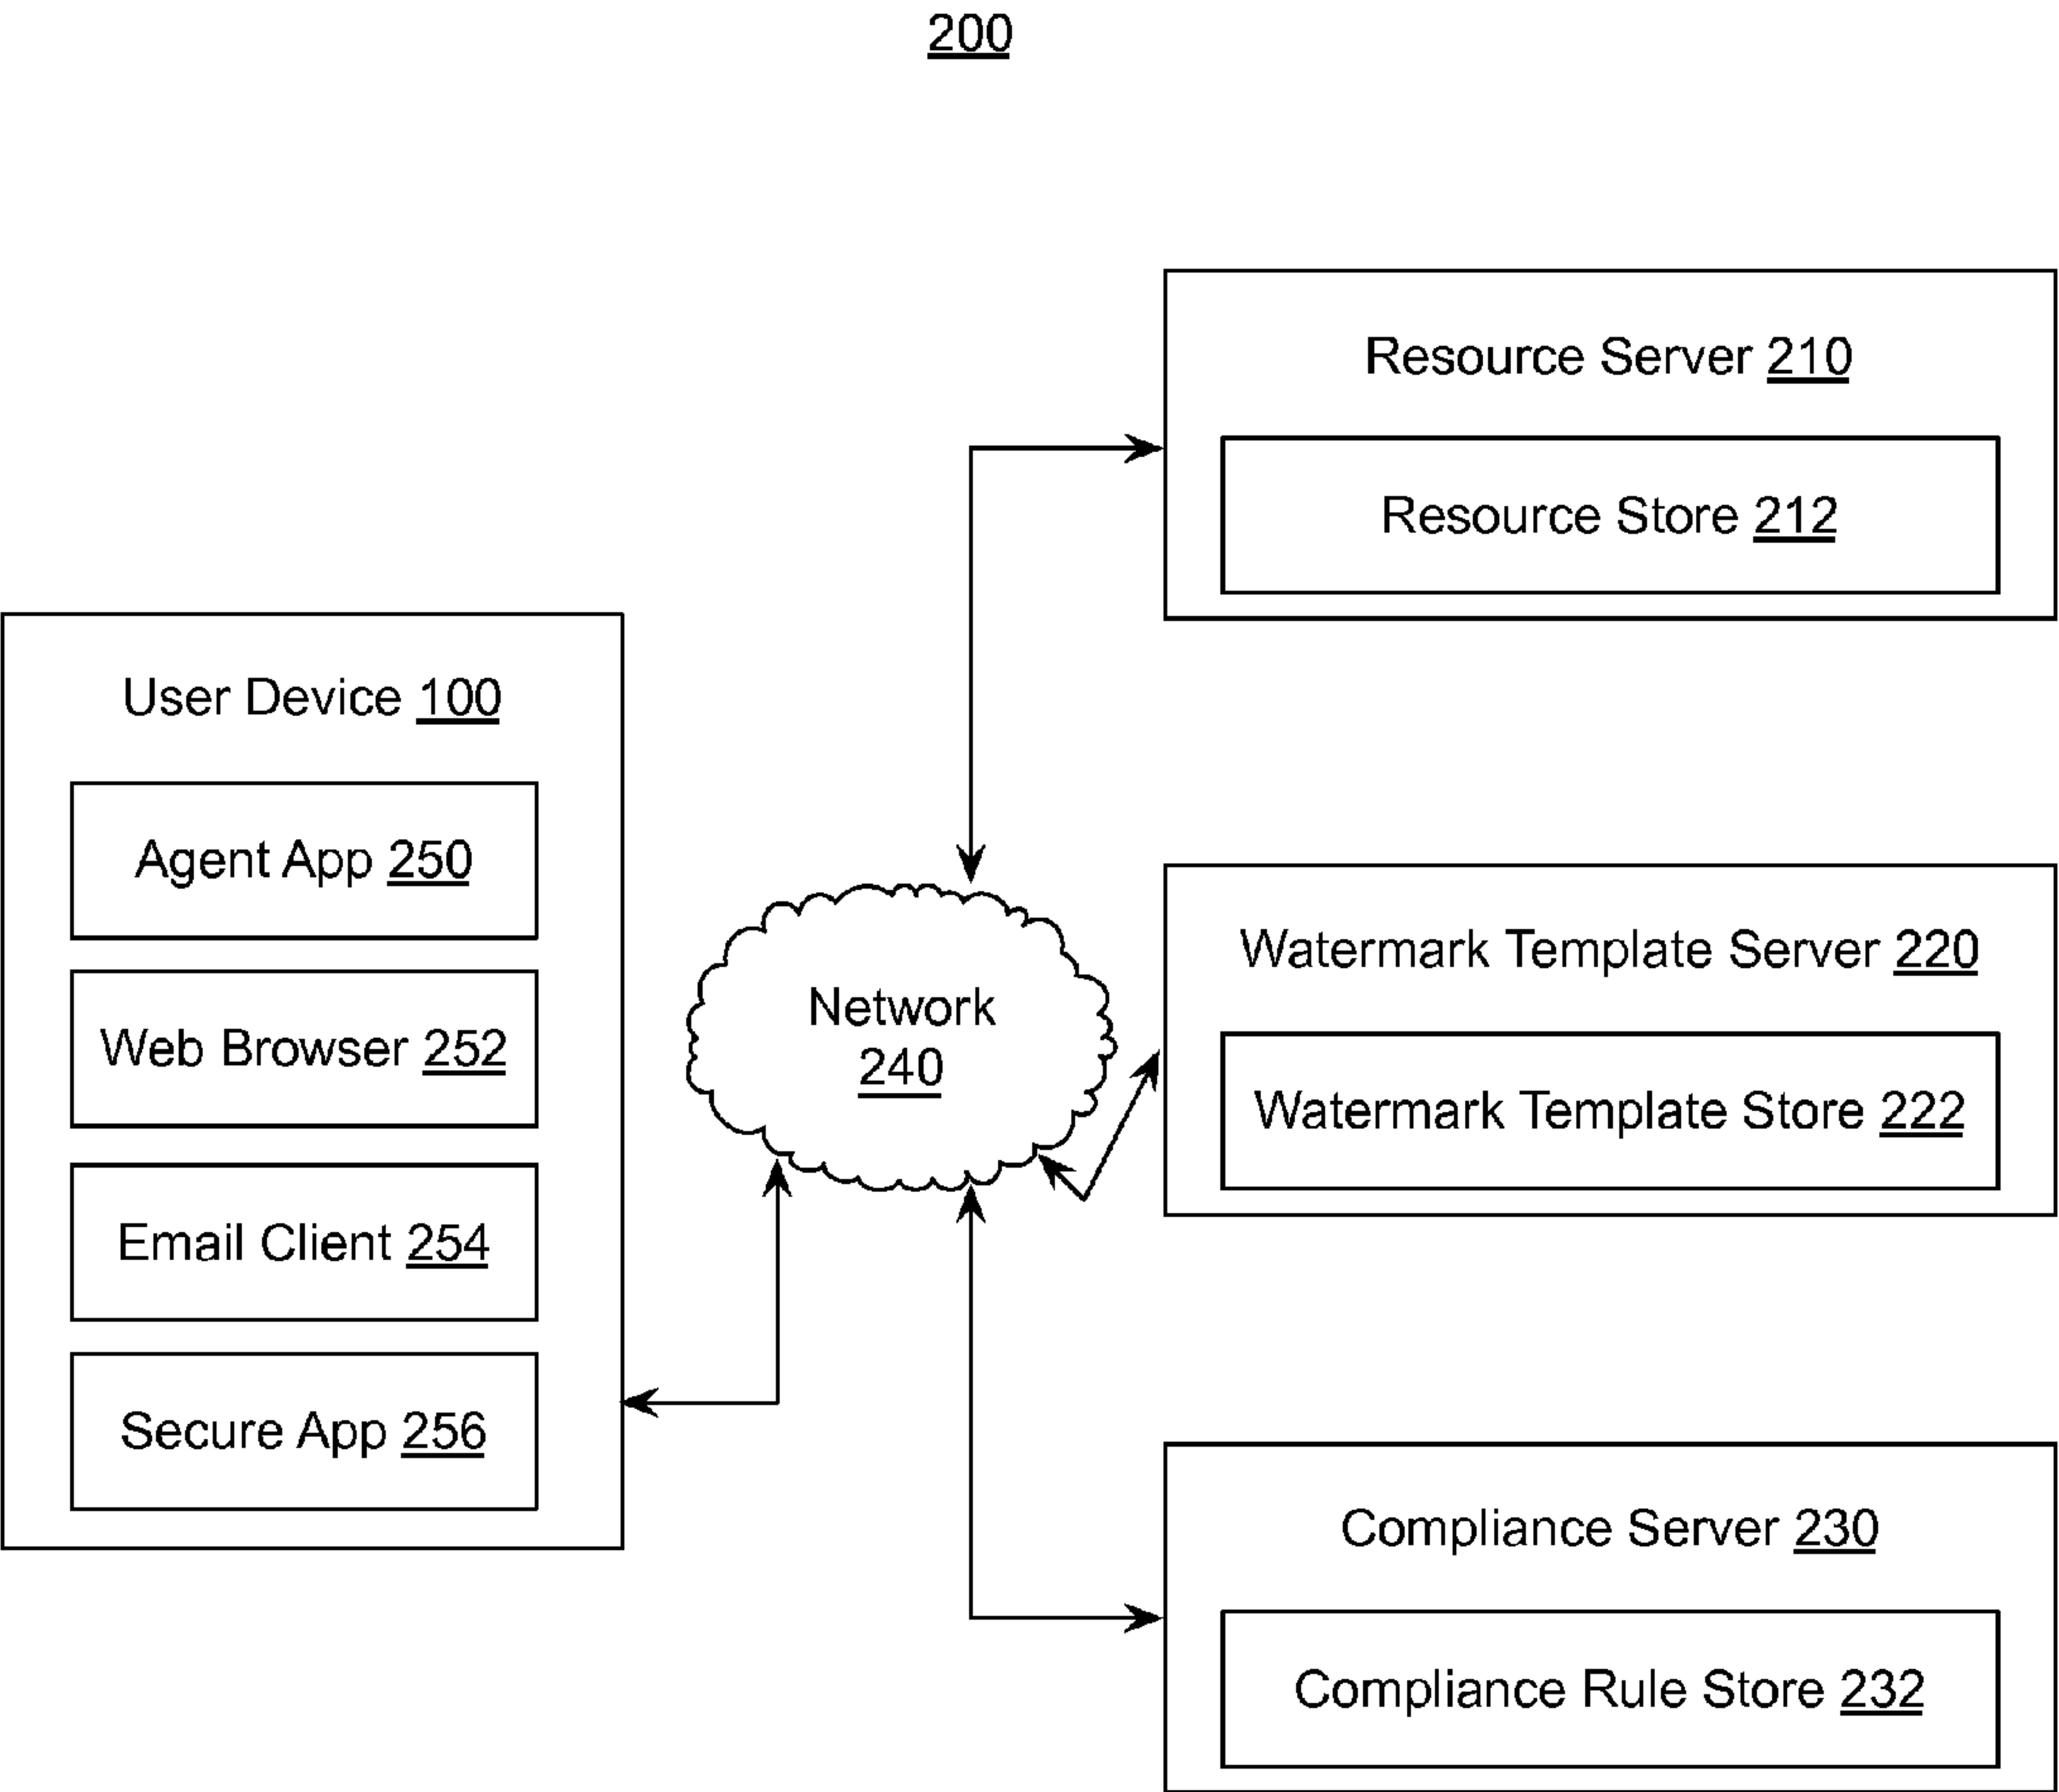 200
Resource Server 210
Resource Store 212
User Device 100
Agent App 250
Web Browser 252
Email Client 254
Secure App 256
Network
240
Watermark Template Server 220
Watermark Template Store 222
Compliance Server 230
Compliance Rule Store 232